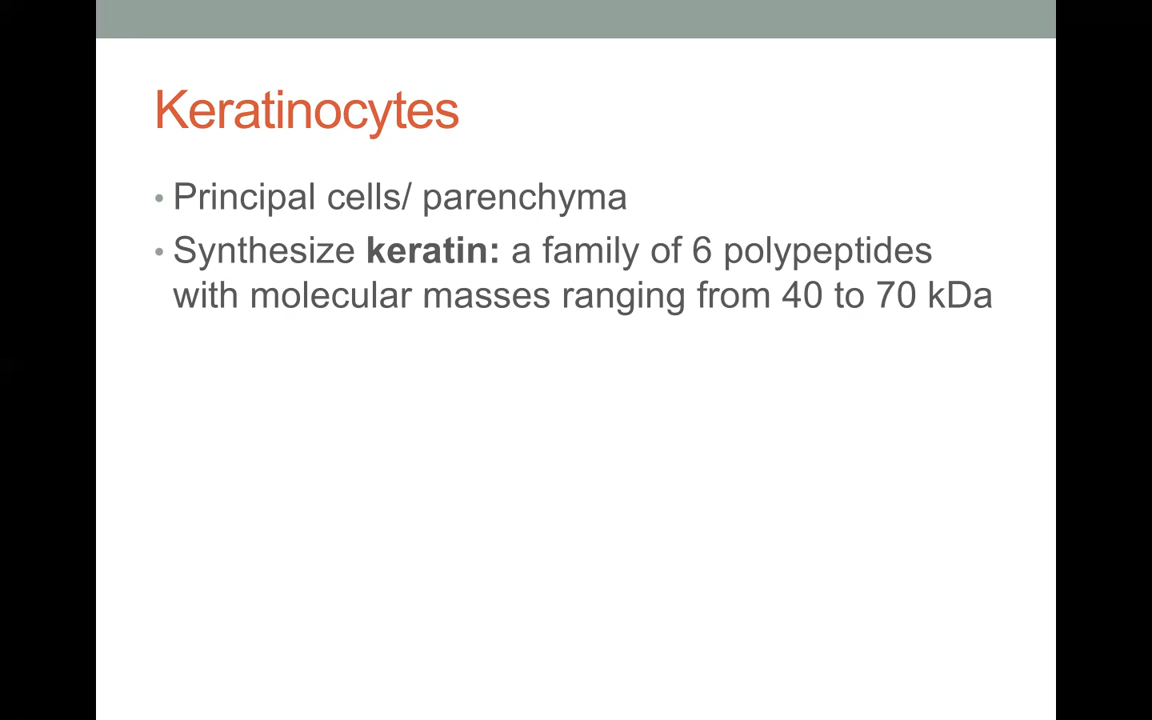 Keratinocytes
• Principal cells/ parenchyma
• Synthesize keratin: a family of 6 polypeptides
with molecular masses ranging from 40 to 70 kDa